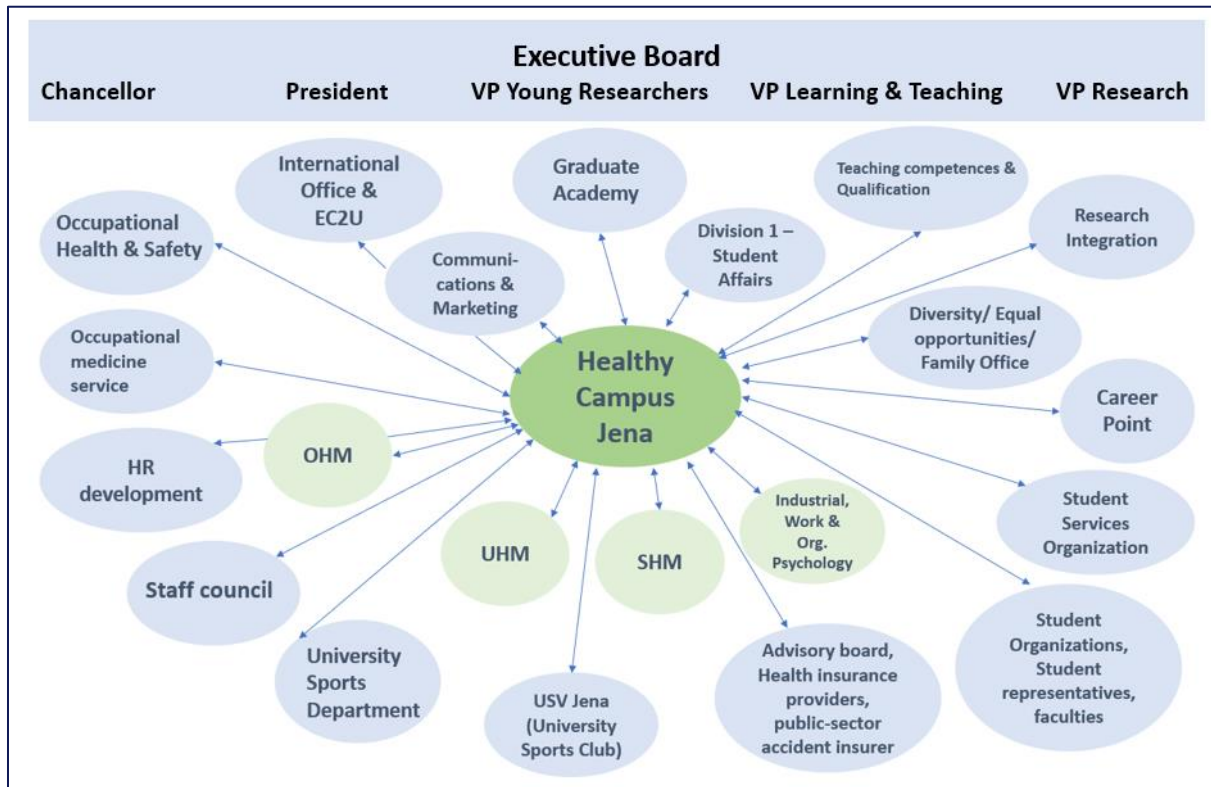 Executive Board
Chancellor President VP Young Researchers VP Learning & Teaching VP Research
International
Office &
EC2U
Graduate
Academy
Teaching competences &
Qualification
Occupational
Health & Safety
Communi-
cations &
Marketing
Division 1 –
Student
Affairs
Research
Integration
Occupational
medicine
service
Healthy
Campus
Jena
Diversity/ Equal
opportunities/
Family Office
Career
Point
HR
development
OHM
UHM
SHM
Industrial,
Work &
Org.
Psychology
Student
Services
Organization
Staff council
University
Sports
Department
USV Jena
(University
Sports Club)
Advisory board,
Health insurance
providers,
public-sector
accident insurer
Student
Organizations,
Student
representatives,
faculties